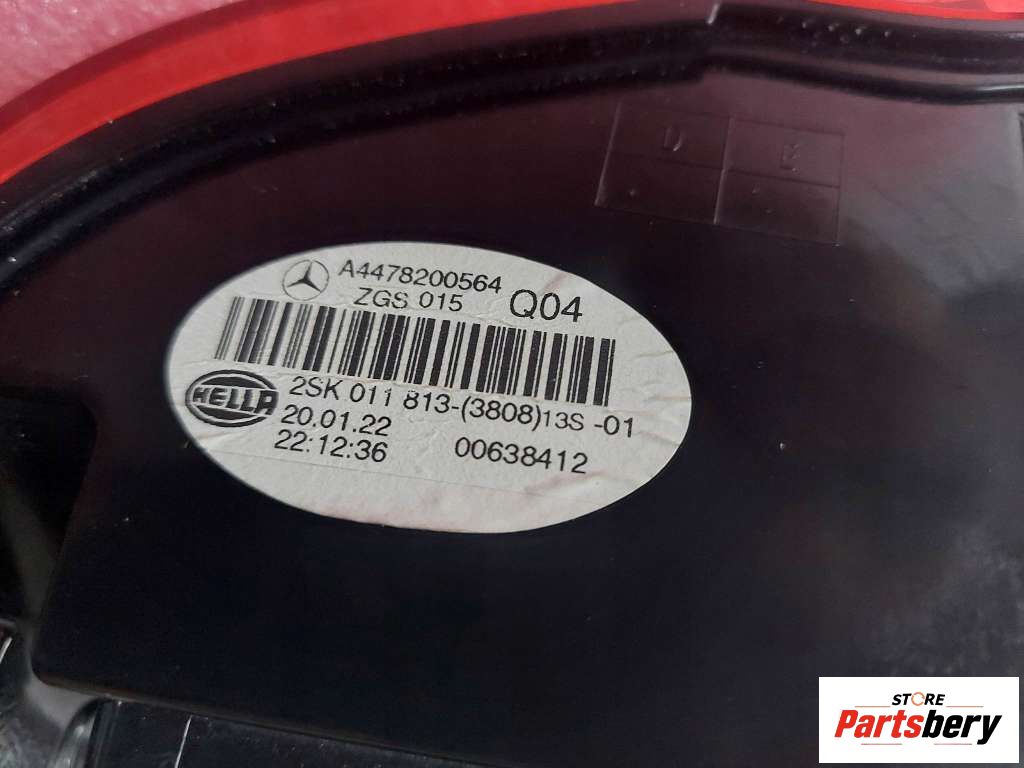 D E
A4478200564
ZGS 015 Q04
HELLA
2SK 011 813-(3808)13S -01
20.01.22
22:12:36 00638412
STORE
Partsbery